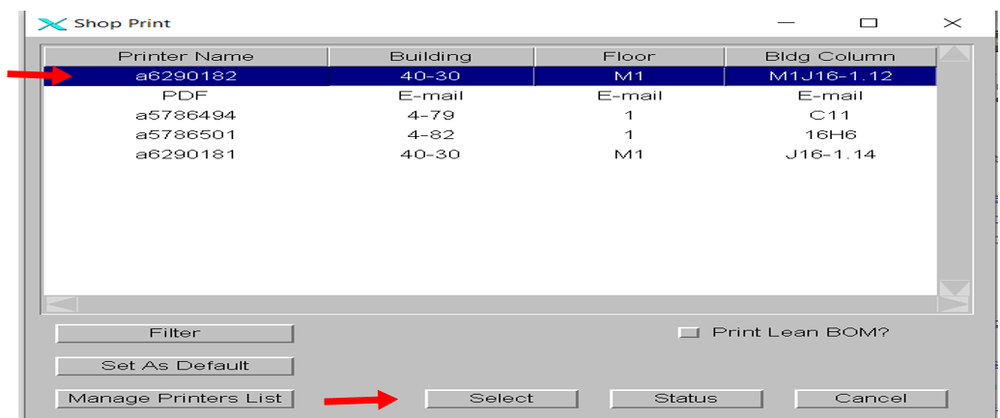 Shop Print
Printer Name Building Floor Bldg Column
a6290182 40-30 M1 M1J16-1.12
PDF E-mail E-mail E-mail
a5786494 4-79 1 C11
a5786501 4-82 1 16H6
a6290181 40-30 M1 J16-1.14
Filter Print Lean BOM?
Set As Default
Manage Printers List Select Status Cancel